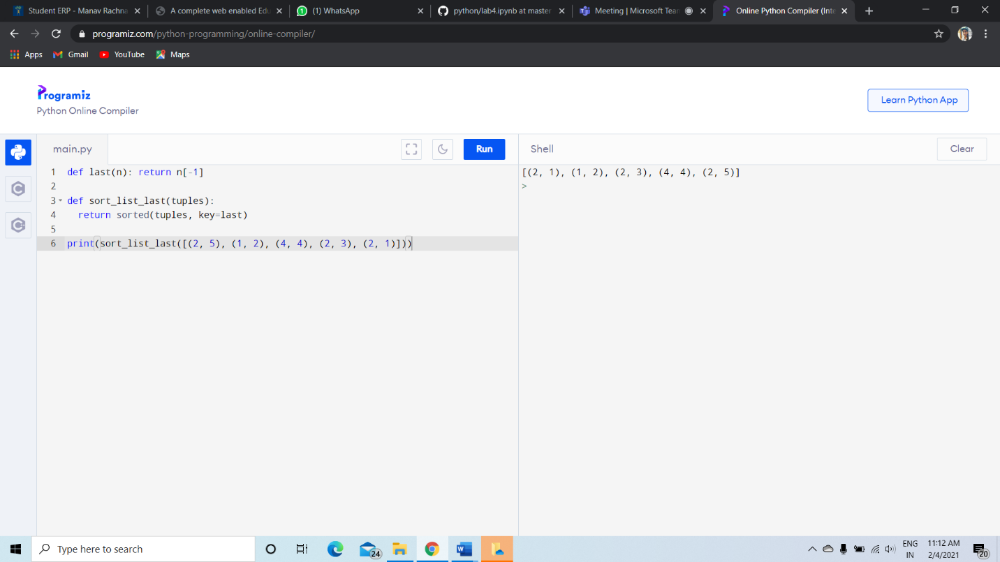 Student ERP - Manav Rachna
A complete web enabled Edu
(1) WhatsApp
python/lab4.ipynb at master
Meeting | Microsoft Team
Online Python Compiler (Inte
programiz.com/python-programming/online-compiler/
Apps
Gmail
YouTube
Maps
Programiz
Python Online Compiler
Learn Python App
main.py
Run
Shell
Clear
1 def last(n): return n[-1]
2
3 def sort_list_last(tuples):
4 return sorted(tuples, key=last)
5
6 print(sort_list_last([(2, 5), (1, 2), (4, 4), (2, 3), (2, 1)]))
[(2, 1), (1, 2), (2, 3), (4, 4), (2, 5)]
>
Type here to search
24
ENG
IN
11:12 AM
2/4/2021
20